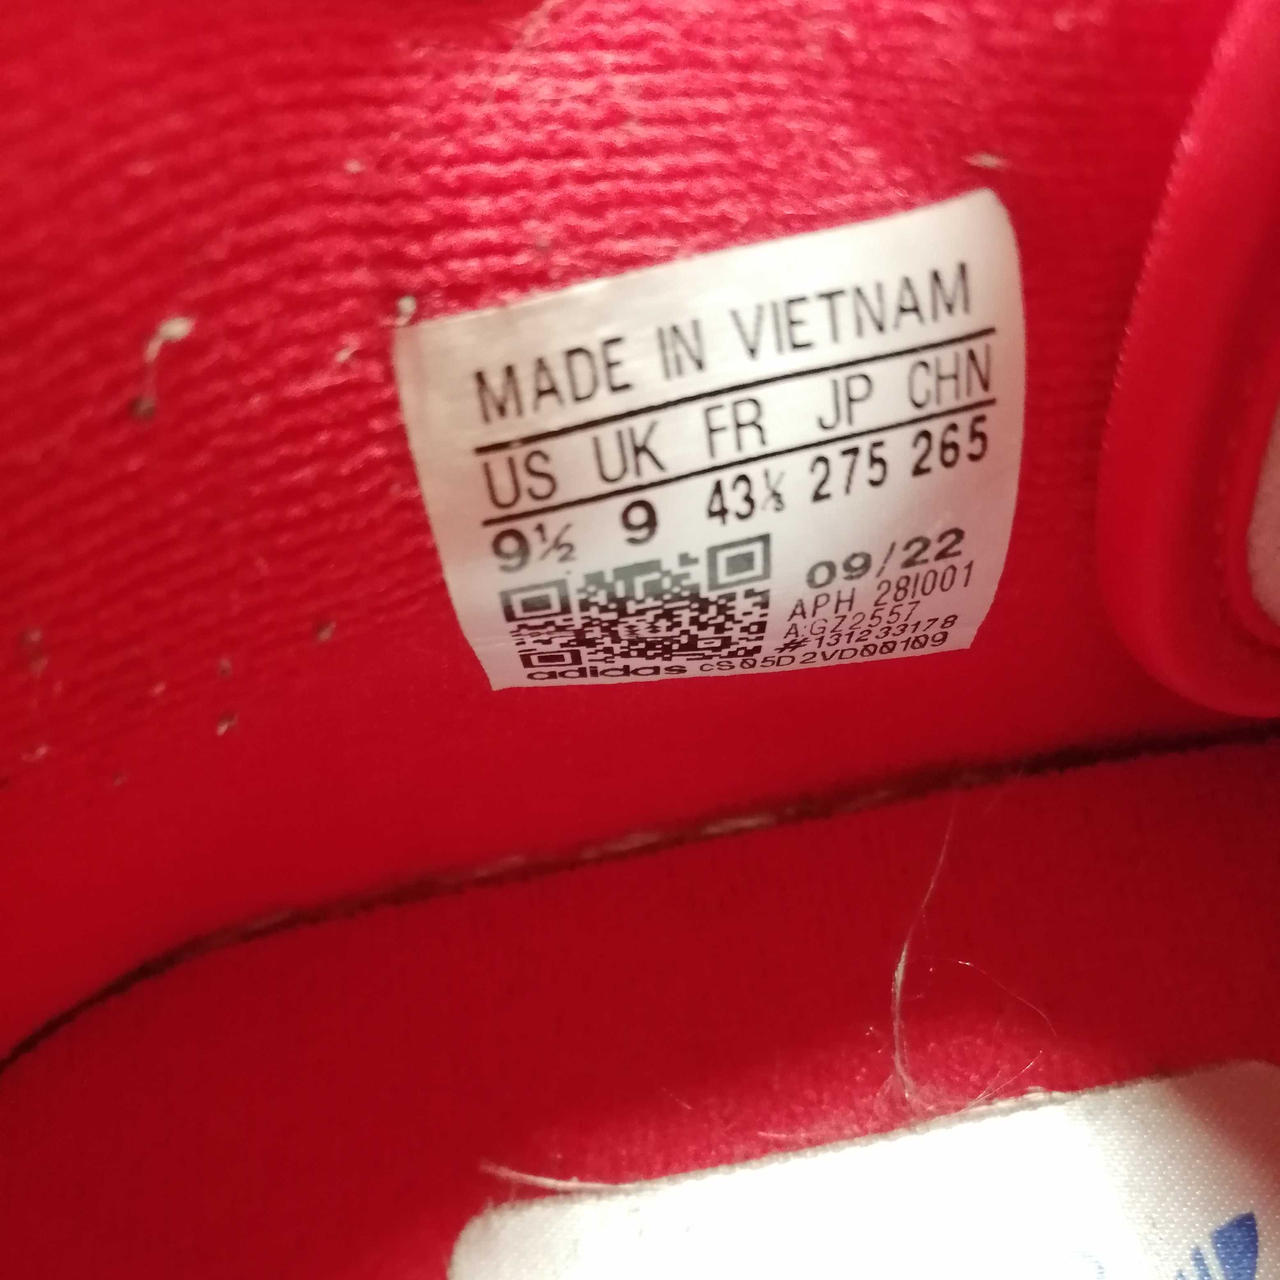 MADE IN VIETNAM
US UK FR JP CHN
9½ 9 43⅓ 275 265
09/22
APH 28I001
A:GZ2557
#131233178
adidas cS05D2VD00109